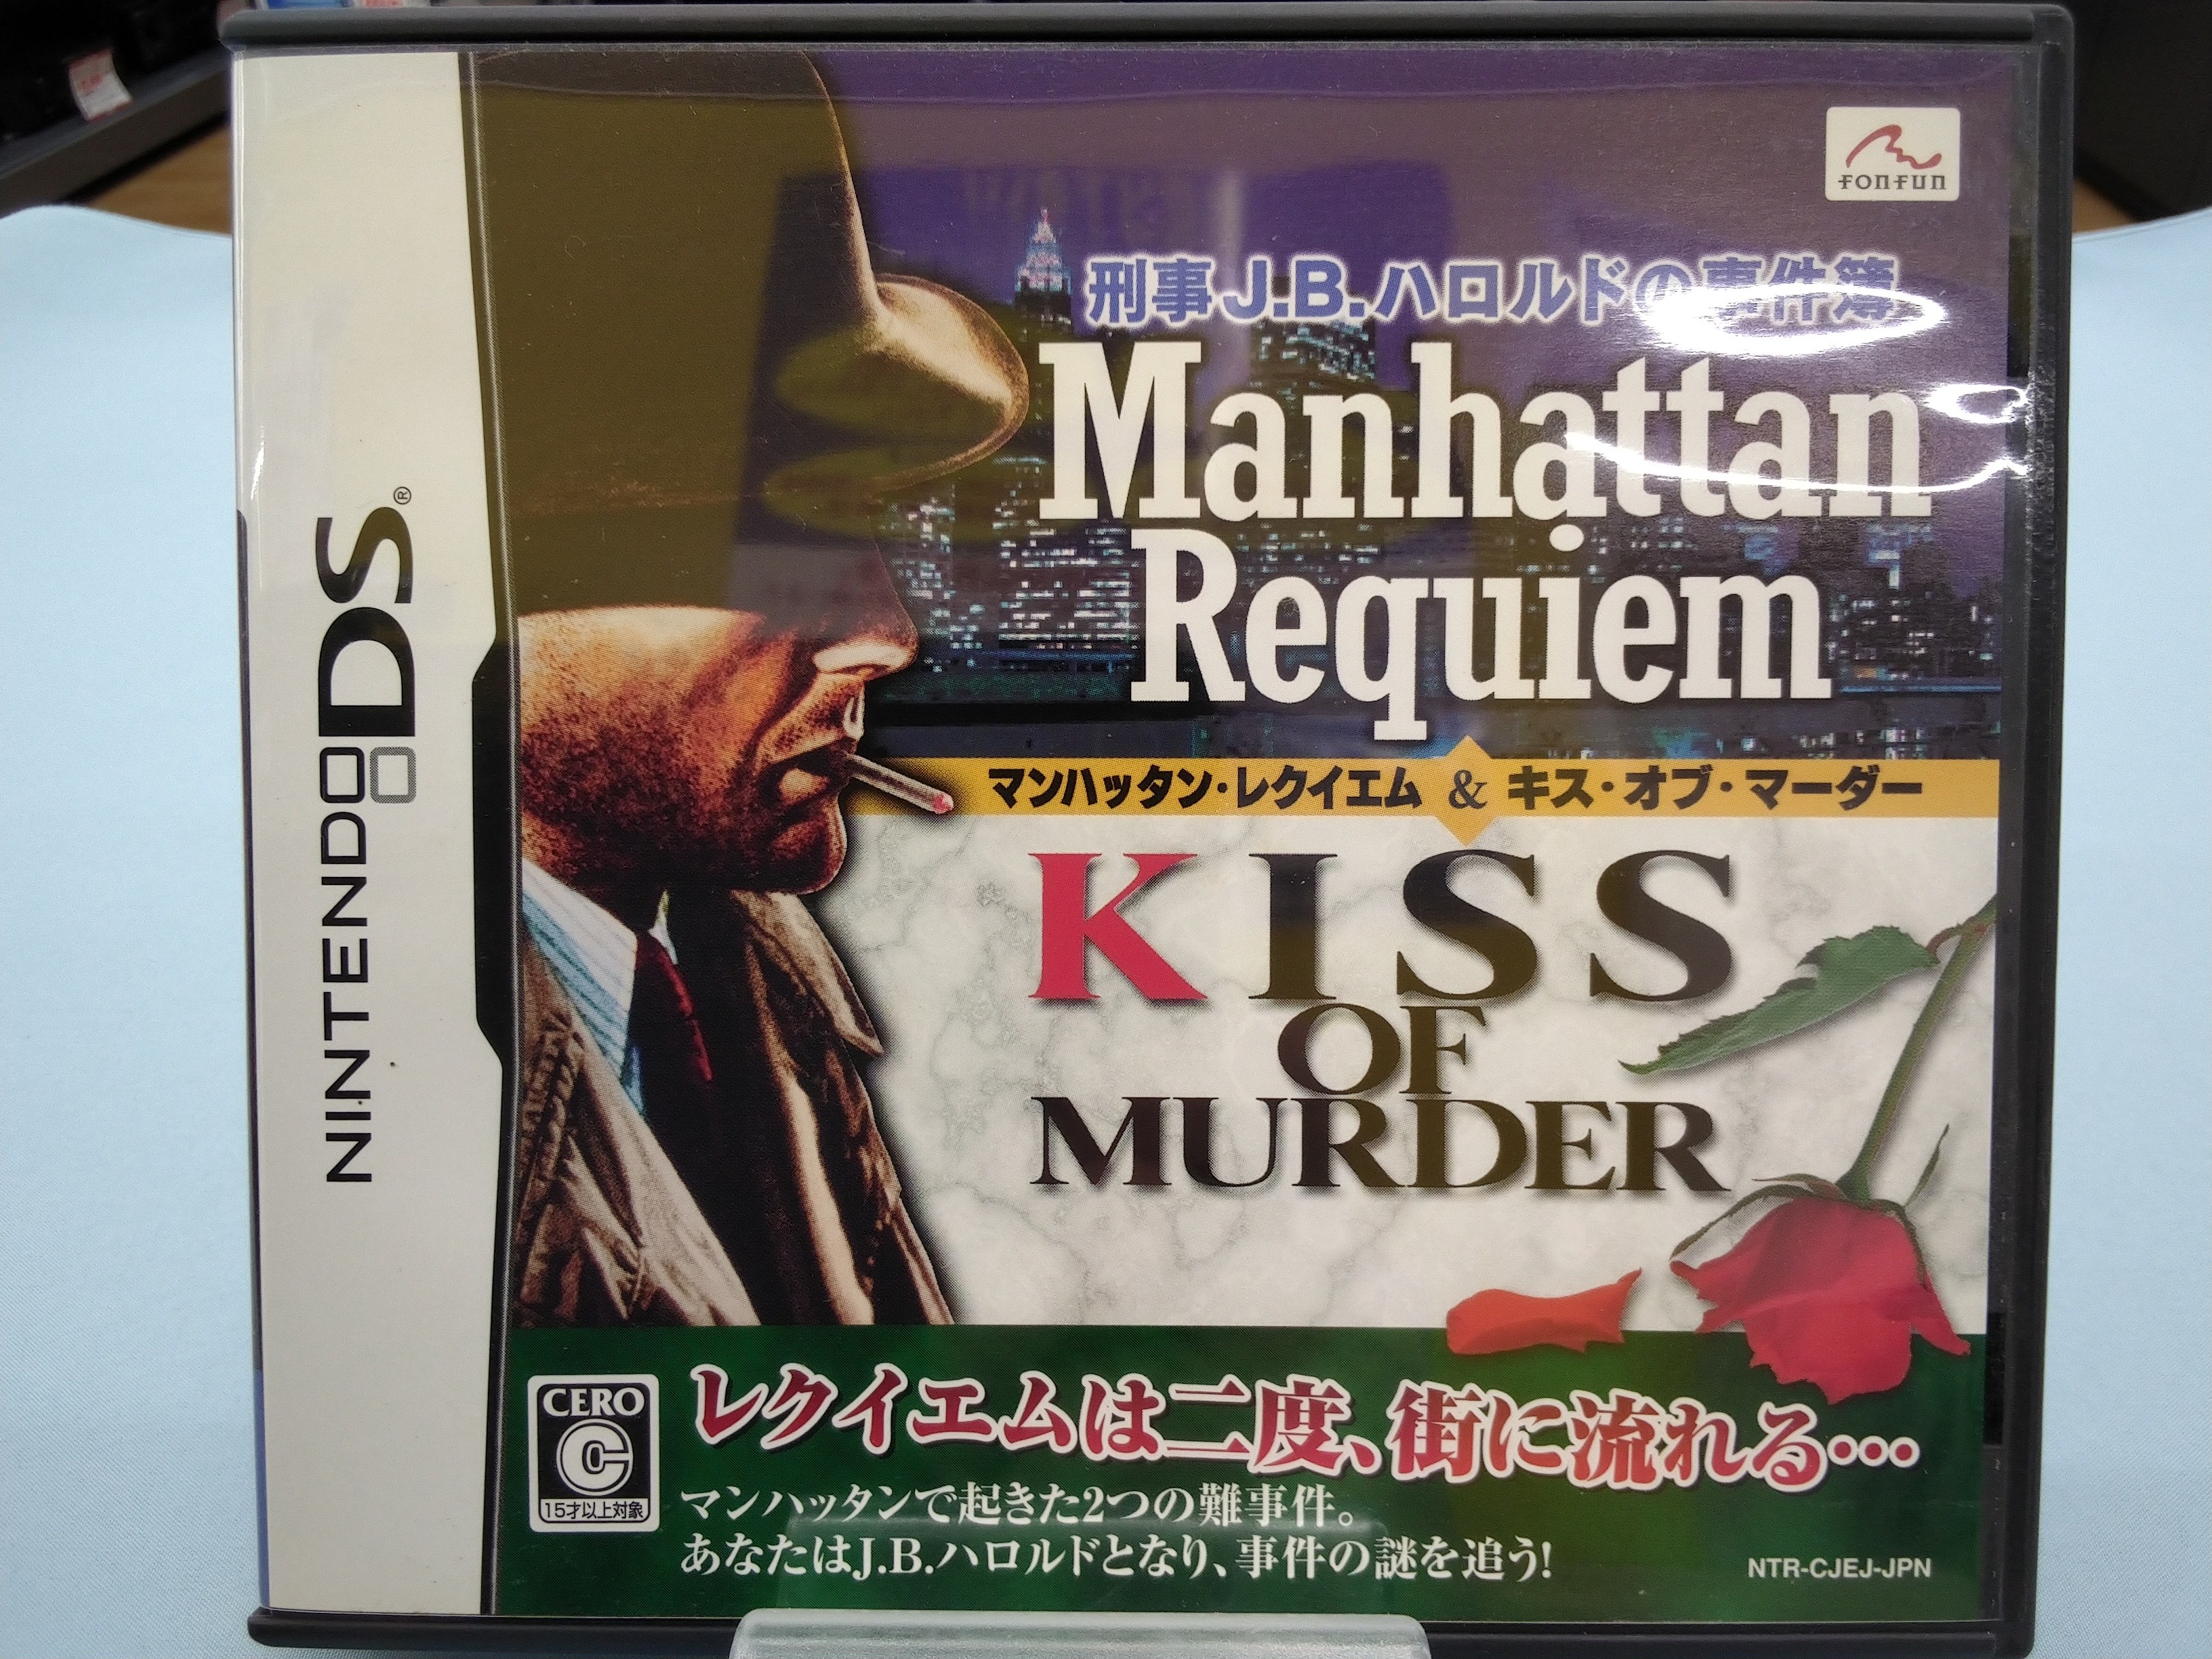 NINTENDO DS®
FONFUN
刑事J.B.ハロルドの事件簿
Manhattan
Requiem
マンハッタン・レクイエム & キス・オブ・マーダー
KISS
OF
MURDER
CERO
C
15才以上対象
レクイエムは二度、街に流れる…
マンハッタンで起きた2つの難事件。
あなたはJ.B.ハロルドとなり、事件の謎を追う!
NTR-CJEJ-JPN